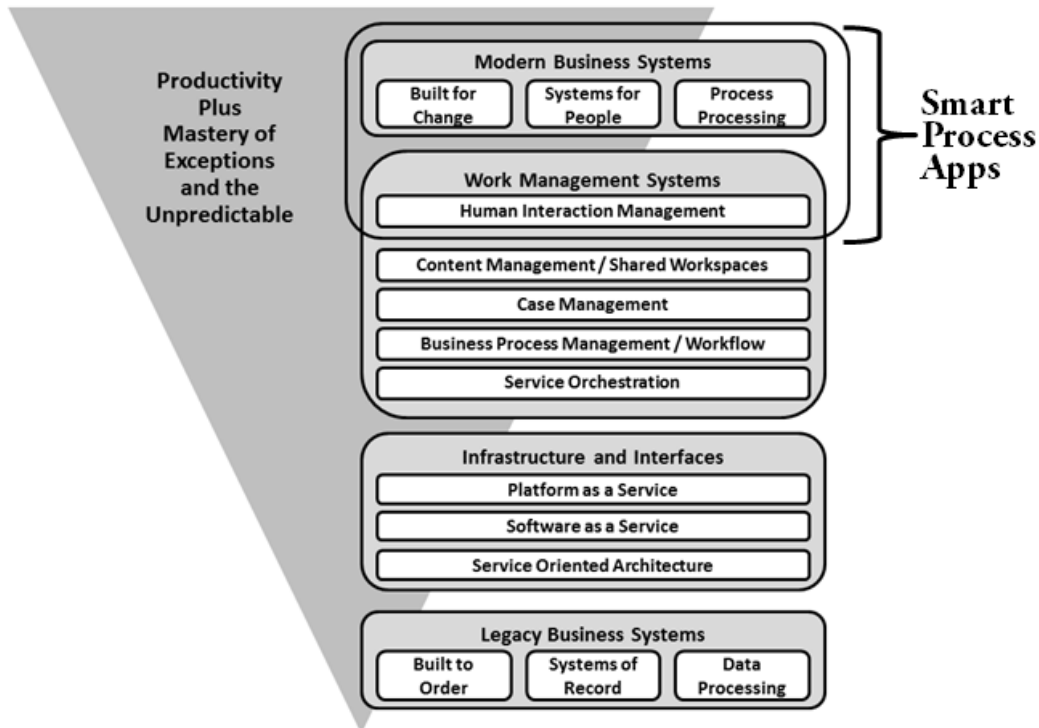 Productivity
Plus
Mastery of
Exceptions
and the
Unpredictable
Modern Business Systems
Built for
Change
Systems for
People
Process
Processing
Smart
Process
Apps
Work Management Systems
Human Interaction Management
Content Management / Shared Workspaces
Case Management
Business Process Management / Workflow
Service Orchestration
Infrastructure and Interfaces
Platform as a Service
Software as a Service
Service Oriented Architecture
Legacy Business Systems
Built to
Order
Systems of
Record
Data
Processing